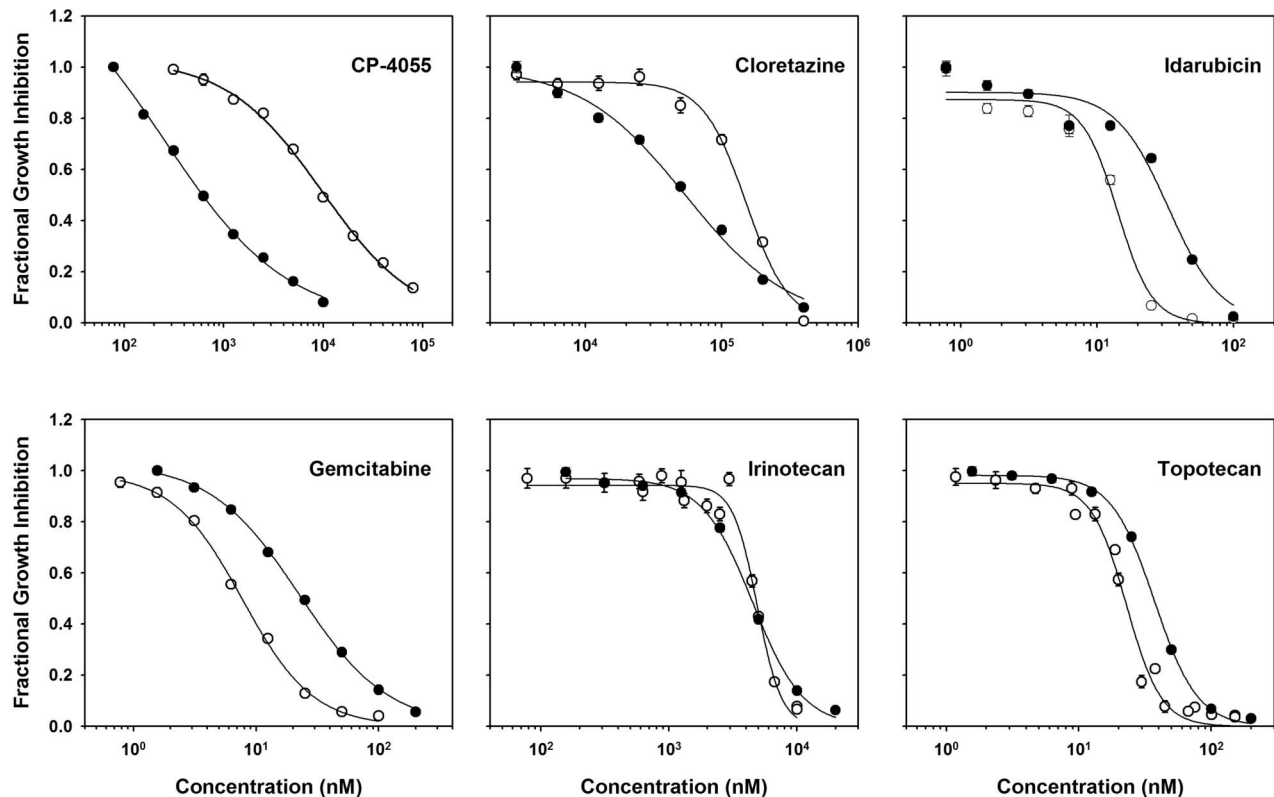 Fractional Growth Inhibition
1.2
1.0
0.8
0.6
0.4
0.2
0.0
CP-4055
10² 10³ 10⁴ 10⁵
Cloretazine
10⁴ 10⁵ 10⁶
Idarubicin
10⁰ 10¹ 10²
Fractional Growth Inhibition
1.2
1.0
0.8
0.6
0.4
0.2
0.0
Gemcitabine
10⁰ 10¹ 10²
Concentration (nM)
Irinotecan
10² 10³ 10⁴
Concentration (nM)
Topotecan
10¹ 10²
Concentration (nM)